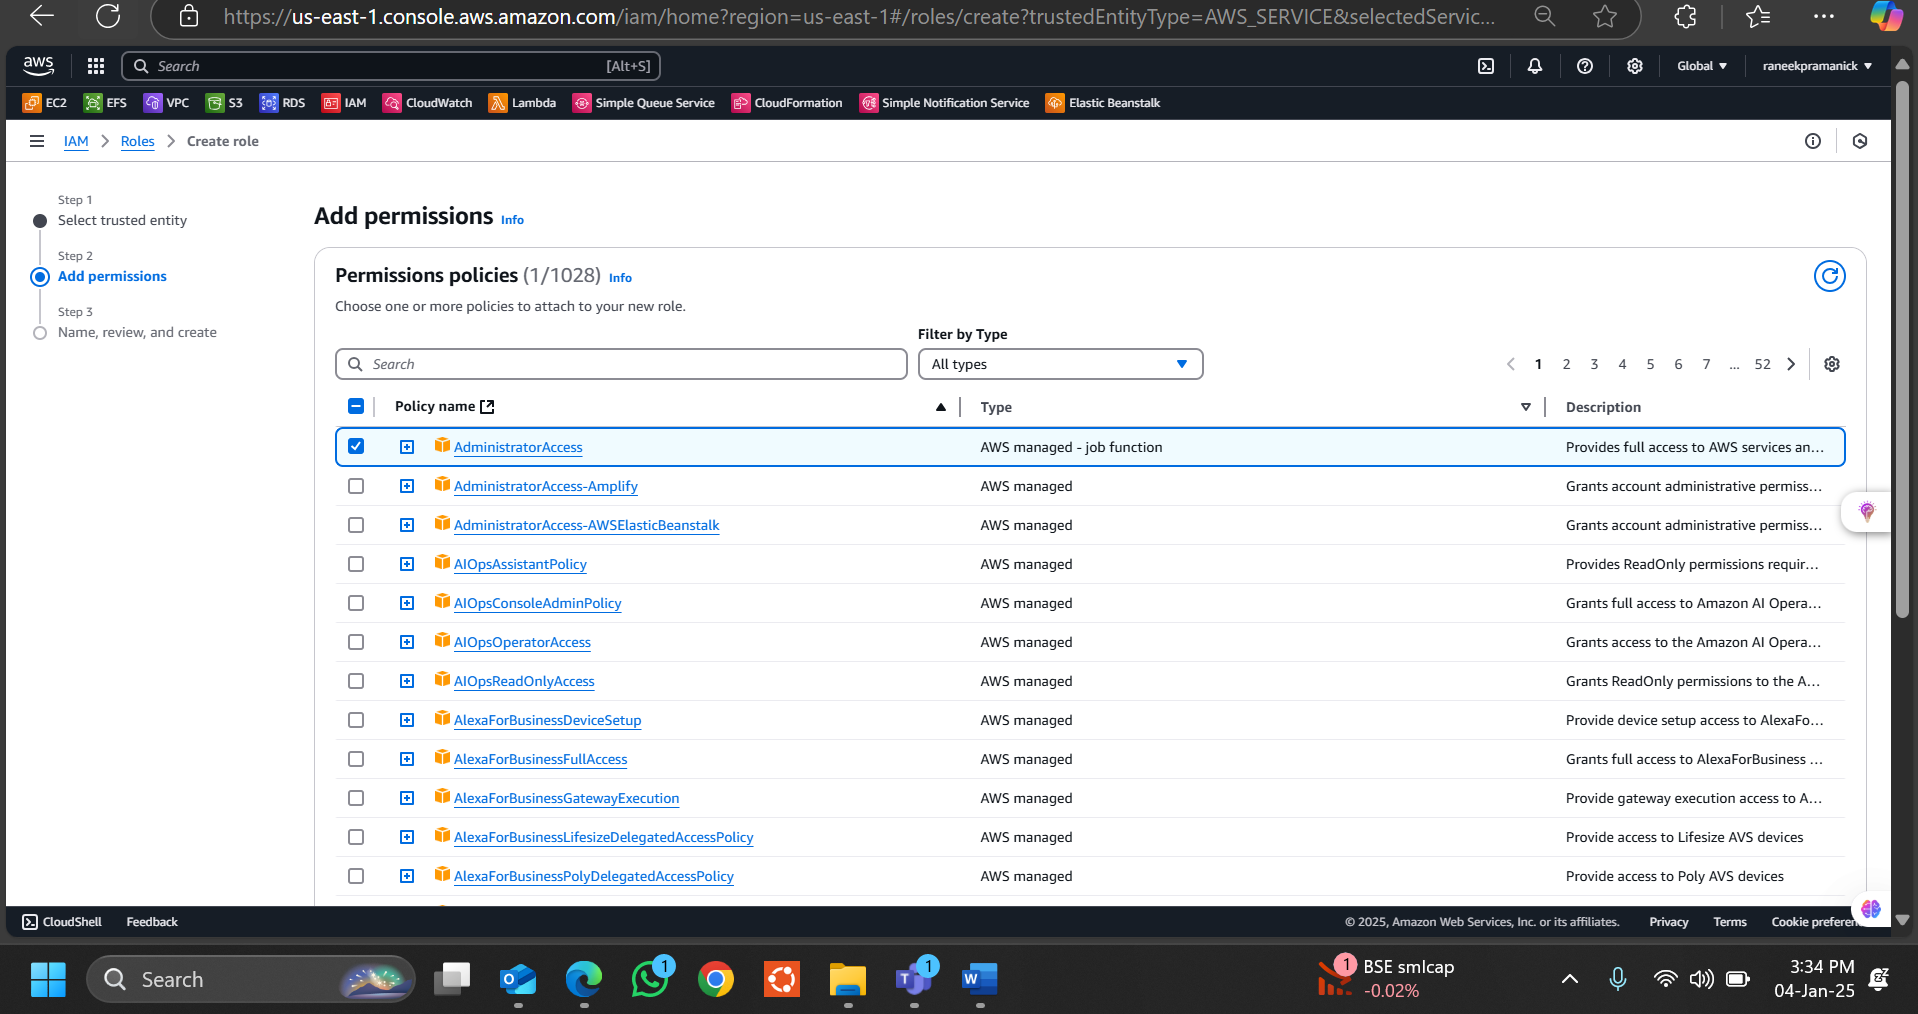 https://us-east-1.console.aws.amazon.com/iam/home?region=us-east-1#/roles/create?trustedEntityType=AWS_SERVICE&selectedServic...
aws
Search [Alt+S]
Global
raneekpramanick
EC2 EFS VPC S3 RDS IAM CloudWatch Lambda Simple Queue Service CloudFormation Simple Notification Service Elastic Beanstalk
IAM > Roles > Create role
Step 1
Select trusted entity
Step 2
Add permissions
Step 3
Name, review, and create
Add permissions Info
Permissions policies (1/1028) Info
Choose one or more policies to attach to your new role.
Filter by Type
Search
All types
1 2 3 4 5 6 7 ... 52
Policy name Type Description
AdministratorAccess AWS managed - job function Provides full access to AWS services an...
AdministratorAccess-Amplify AWS managed Grants account administrative permiss...
AdministratorAccess-AWSElasticBeanstalk AWS managed Grants account administrative permiss...
AIOpsAssistantPolicy AWS managed Provides ReadOnly permissions requir...
AIOpsConsoleAdminPolicy AWS managed Grants full access to Amazon AI Opera...
AIOpsOperatorAccess AWS managed Grants access to the Amazon AI Opera...
AIOpsReadOnlyAccess AWS managed Grants ReadOnly permissions to the A...
AlexaForBusinessDeviceSetup AWS managed Provide device setup access to AlexaFo...
AlexaForBusinessFullAccess AWS managed Grants full access to AlexaForBusiness ...
AlexaForBusinessGatewayExecution AWS managed Provide gateway execution access to A...
AlexaForBusinessLifesizeDelegatedAccessPolicy AWS managed Provide access to Lifesize AVS devices
AlexaForBusinessPolyDelegatedAccessPolicy AWS managed Provide access to Poly AVS devices
CloudShell Feedback © 2025, Amazon Web Services, Inc. or its affiliates. Privacy Terms Cookie preferen
Search
1
1
1
BSE smlcap
-0.02%
3:34 PM
04-Jan-25